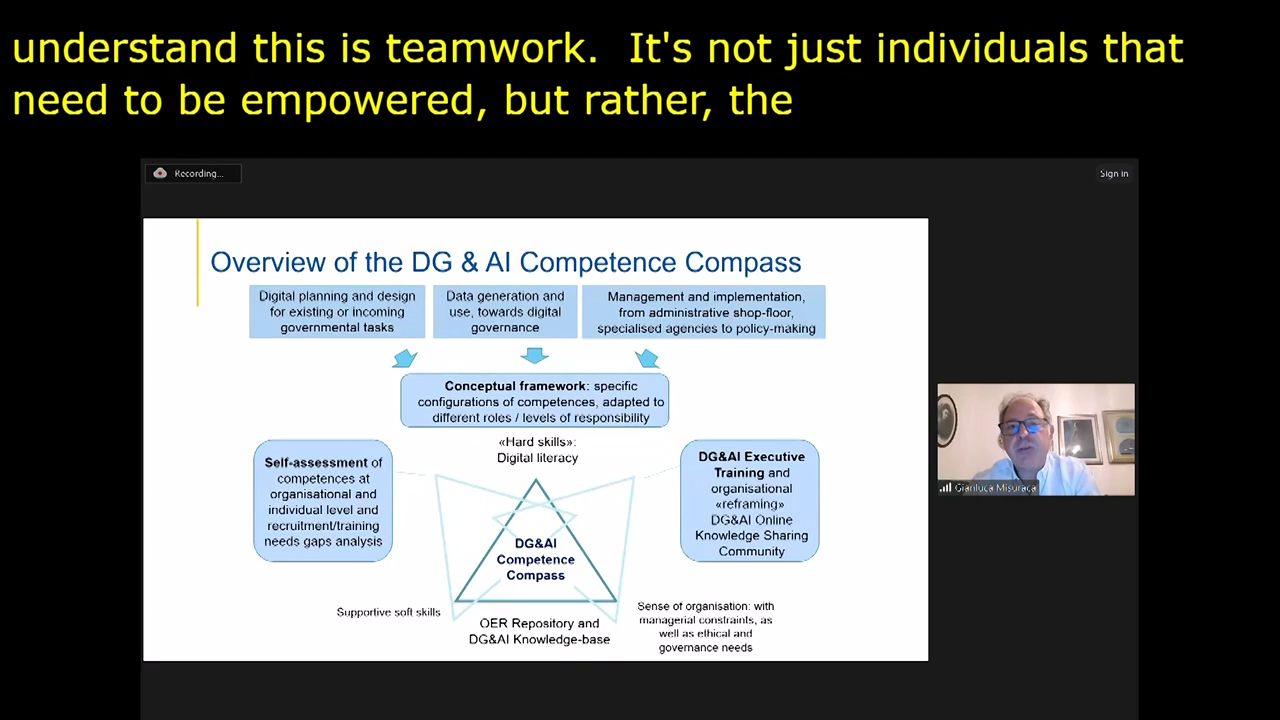 understand this is teamwork.  It's not just individuals that
need to be empowered, but rather, the
Recording...
Sign in
Overview of the DG & AI Competence Compass
Digital planning and design
for existing or incoming
governmental tasks
Data generation and
use, towards digital
governance
Management and implementation,
from administrative shop-floor,
specialised agencies to policy-making
Conceptual framework: specific
configurations of competences, adapted to
different roles / levels of responsibility
«Hard skills»:
Digital literacy
Self-assessment of
competences at
organisational and
individual level and
recruitment/training
needs gaps analysis
DG&AI Executive
Training and
organisational
«reframing»
DG&AI Online
Knowledge Sharing
Community
Gianluca Misuraca
DG&AI
Competence
Compass
Supportive soft skills
OER Repository and
DG&AI Knowledge-base
Sense of organisation: with
managerial constraints, as
well as ethical and
governance needs